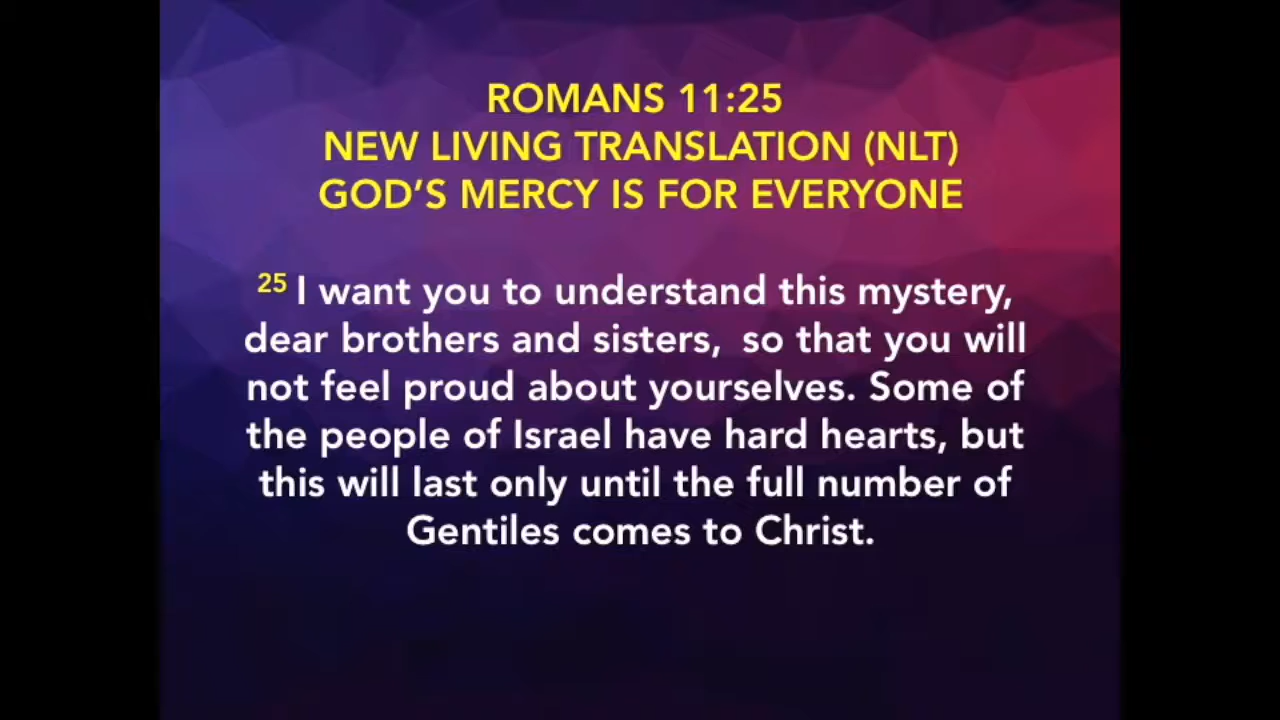 ROMANS 11:25
NEW LIVING TRANSLATION (NLT)
GOD’S MERCY IS FOR EVERYONE
25 I want you to understand this mystery,
dear brothers and sisters, so that you will
not feel proud about yourselves. Some of
the people of Israel have hard hearts, but
this will last only until the full number of
Gentiles comes to Christ.